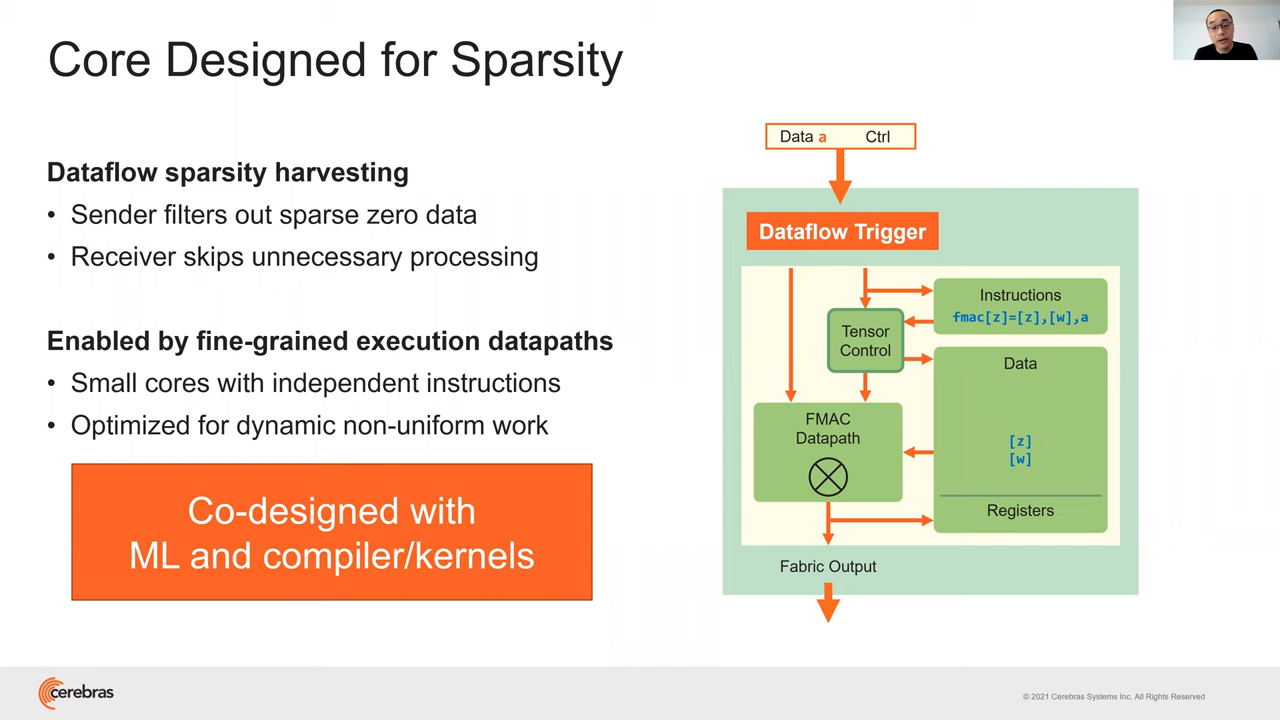 Core Designed for Sparsity
Dataflow sparsity harvesting
• Sender filters out sparse zero data
• Receiver skips unnecessary processing
Enabled by fine-grained execution datapaths
• Small cores with independent instructions
• Optimized for dynamic non-uniform work
Co-designed with
ML and compiler/kernels
Data a Ctrl
Dataflow Trigger
Instructions
fmac[z]=[z],[w],a
Tensor
Control
Data
FMAC
Datapath
[z]
[w]
Registers
Fabric Output
cerebras
© 2021 Cerebras Systems Inc. All Rights Reserved